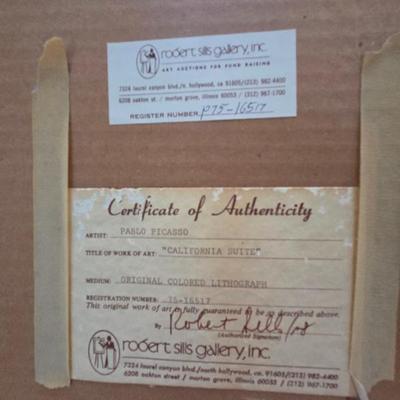 robert sills gallery, inc.
ART AUCTIONS FOR FUND RAISING
7324 laurel canyon blvd./n. hollywood, ca 91605/(213) 982-4400
6208 oakton st. / morton grove, illinois 60053 / (312) 967-1700
REGISTER NUMBER P75-16517
Certificate of Authenticity
ARTIST: PABLO PICASSO
TITLE OF WORK OF ART: "CALIFORNIA SUITE"
MEDIUM: ORIGINAL COLORED LITHOGRAPH
REGISTRATION NUMBER: 75-16517
This original work of art is fully guaranteed to be as described above.
By Robert Sills
(Authorized Signature)
robert sills gallery, inc.
7324 laurel canyon blvd./north hollywood, ca. 91605/(213) 982-4400
6208 oakton street / morton grove, illinois 60053 / (312) 967-1700